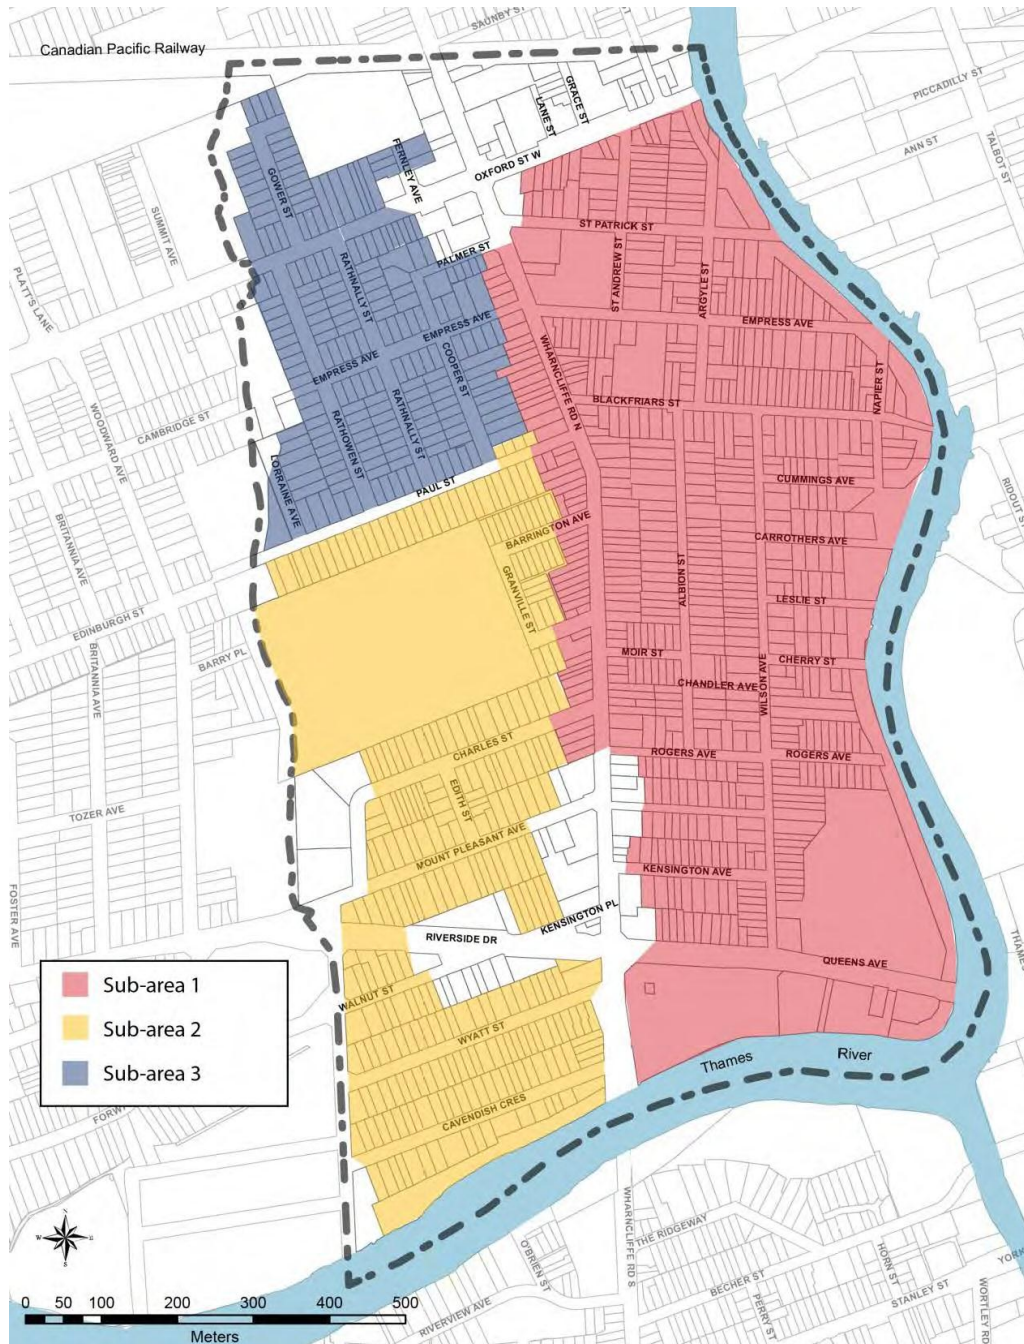 SAUNBY ST
Canadian Pacific Railway
PICCADILLY ST
GRACE ST
LANE ST
ANN ST
TALBOT ST
OXFORD ST W
FERNLEY AVE
GOWER ST
SUMMIT AVE
ST PATRICK ST
PALMER ST
ST ANDREW ST
ARGYLE ST
RATHNALLY ST
PLATT'S LANE
EMPRESS AVE
EMPRESS AVE
EMPRESS AVE
WHARNCLIFFE RD N
COOPER ST
NAPIER ST
BLACKFRIARS ST
WOODWARD AVE
CAMBRIDGE ST
RATHOWEN ST
RATHNALLY ST
LORRAINE AVE
PAUL ST
CUMMINGS AVE
RIDOUT S
BRITANNIA AVE
BARRINGTON AVE
CARROTHERS AVE
GRANVILLE ST
ALBION ST
LESLIE ST
EDINBURGH ST
BRITANNIA AVE
BARRY PL
MOIR ST
CHERRY ST
CHANDLER AVE
WILSON AVE
CHARLES ST
ROGERS AVE
ROGERS AVE
EDITH ST
TOZER AVE
MOUNT PLEASANT AVE
KENSINGTON AVE
FOSTER AVE
KENSINGTON PL
RIVERSIDE DR
THAMES
QUEENS AVE
Sub-area 1
WALNUT ST
Sub-area 2
WYATT ST
Sub-area 3
Thames River
CAVENDISH CRES
FORW
WHARNCLIFFE RD S
THE RIDGEWAY
O'BRIEN ST
HORN ST
YORK
BECHER ST
STANLEY ST
PERRY ST
WORTLEY RD
RIVERVIEW AVE
N
W E
S
0 50 100 200 300 400 500
Meters